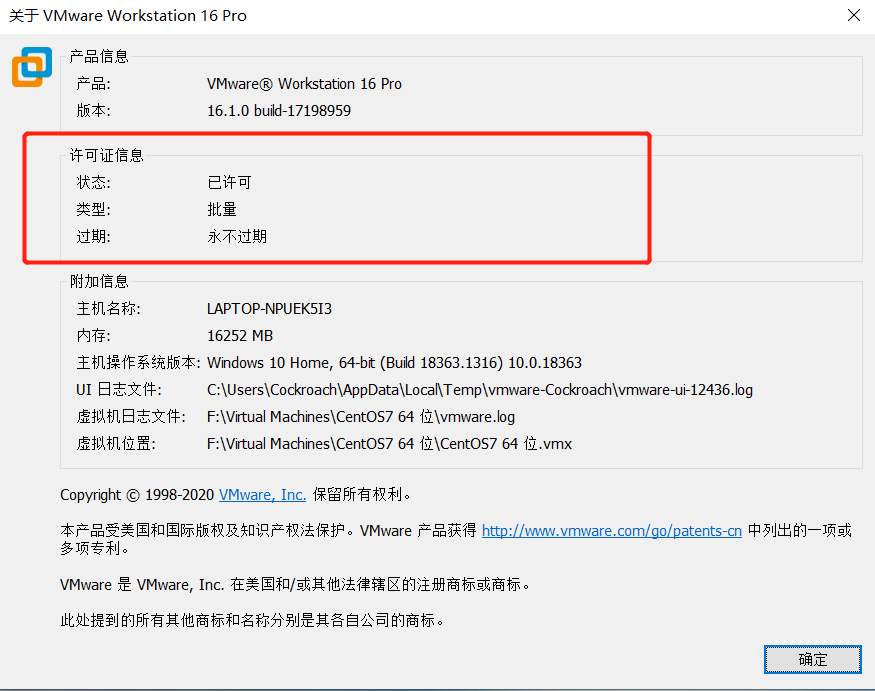 关于 VMware Workstation 16 Pro
产品信息
产品: VMware® Workstation 16 Pro
版本: 16.1.0 build-17198959
许可证信息
状态: 已许可
类型: 批量
过期: 永不过期
附加信息
主机名称: LAPTOP-NPUEK5I3
内存: 16252 MB
主机操作系统版本: Windows 10 Home, 64-bit (Build 18363.1316) 10.0.18363
UI 日志文件: C:\Users\Cockroach\AppData\Local\Temp\vmware-Cockroach\vmware-ui-12436.log
虚拟机日志文件: F:\Virtual Machines\CentOS7 64 位\vmware.log
虚拟机位置: F:\Virtual Machines\CentOS7 64 位\CentOS7 64 位.vmx
Copyright © 1998-2020 VMware, Inc. 保留所有权利。
本产品受美国和国际版权及知识产权法保护。VMware 产品获得 http://www.vmware.com/go/patents-cn 中列出的一项或
多项专利。
VMware 是 VMware, Inc. 在美国和/或其他法律辖区的注册商标或商标。
此处提到的所有其他商标和名称分别是其各自公司的商标。
确定